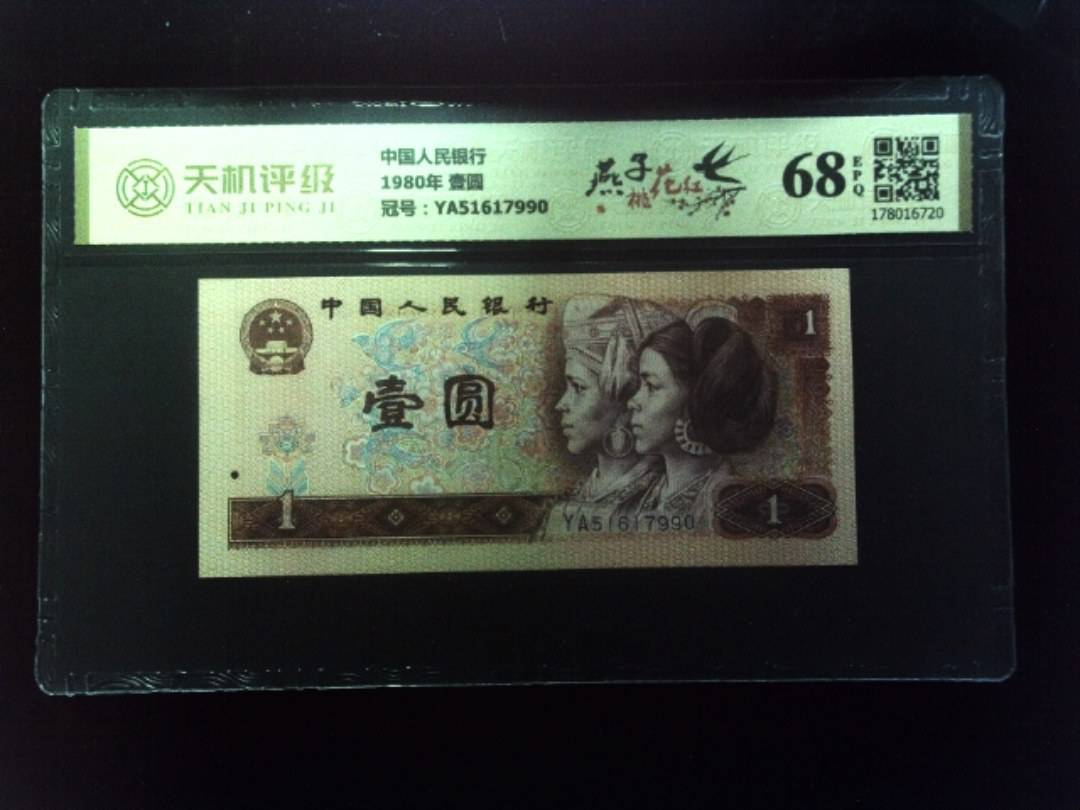 天机评级
TIAN JI PING JI
中国人民银行
1980年 壹圆
冠号：YA51617990
燕子
桃花红
68
EPQ
178016720
中国人民银行
1
壹圆
1
YA51617990
1